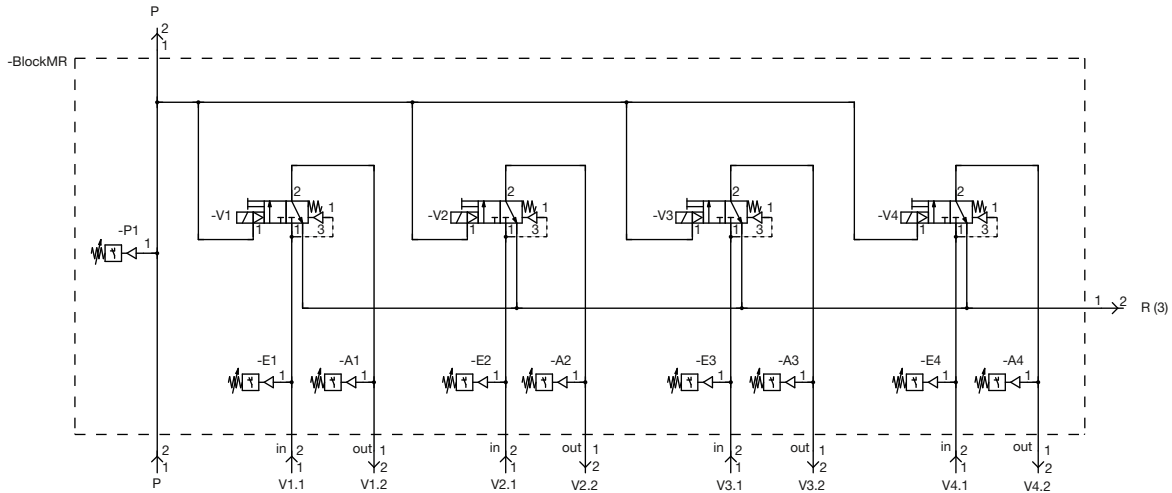 P
2
1
-BlockMR
2 2 2 2
-V1 1 -V2 1 -V3 1 -V4 1
1 1 3 1 1 3 1 1 3 1 1 3
-P1
1
1 2 R (3)
-E1 -A1 -E2 -A2 -E3 -A3 -E4 -A4
1 1 1 1 1 1 1 1
2 in 2 out 1 in 2 out 1 in 2 out 1 in 2 out 1
1 1 2 1 2 1 2 1 2
P V1.1 V1.2 V2.1 V2.2 V3.1 V3.2 V4.1 V4.2